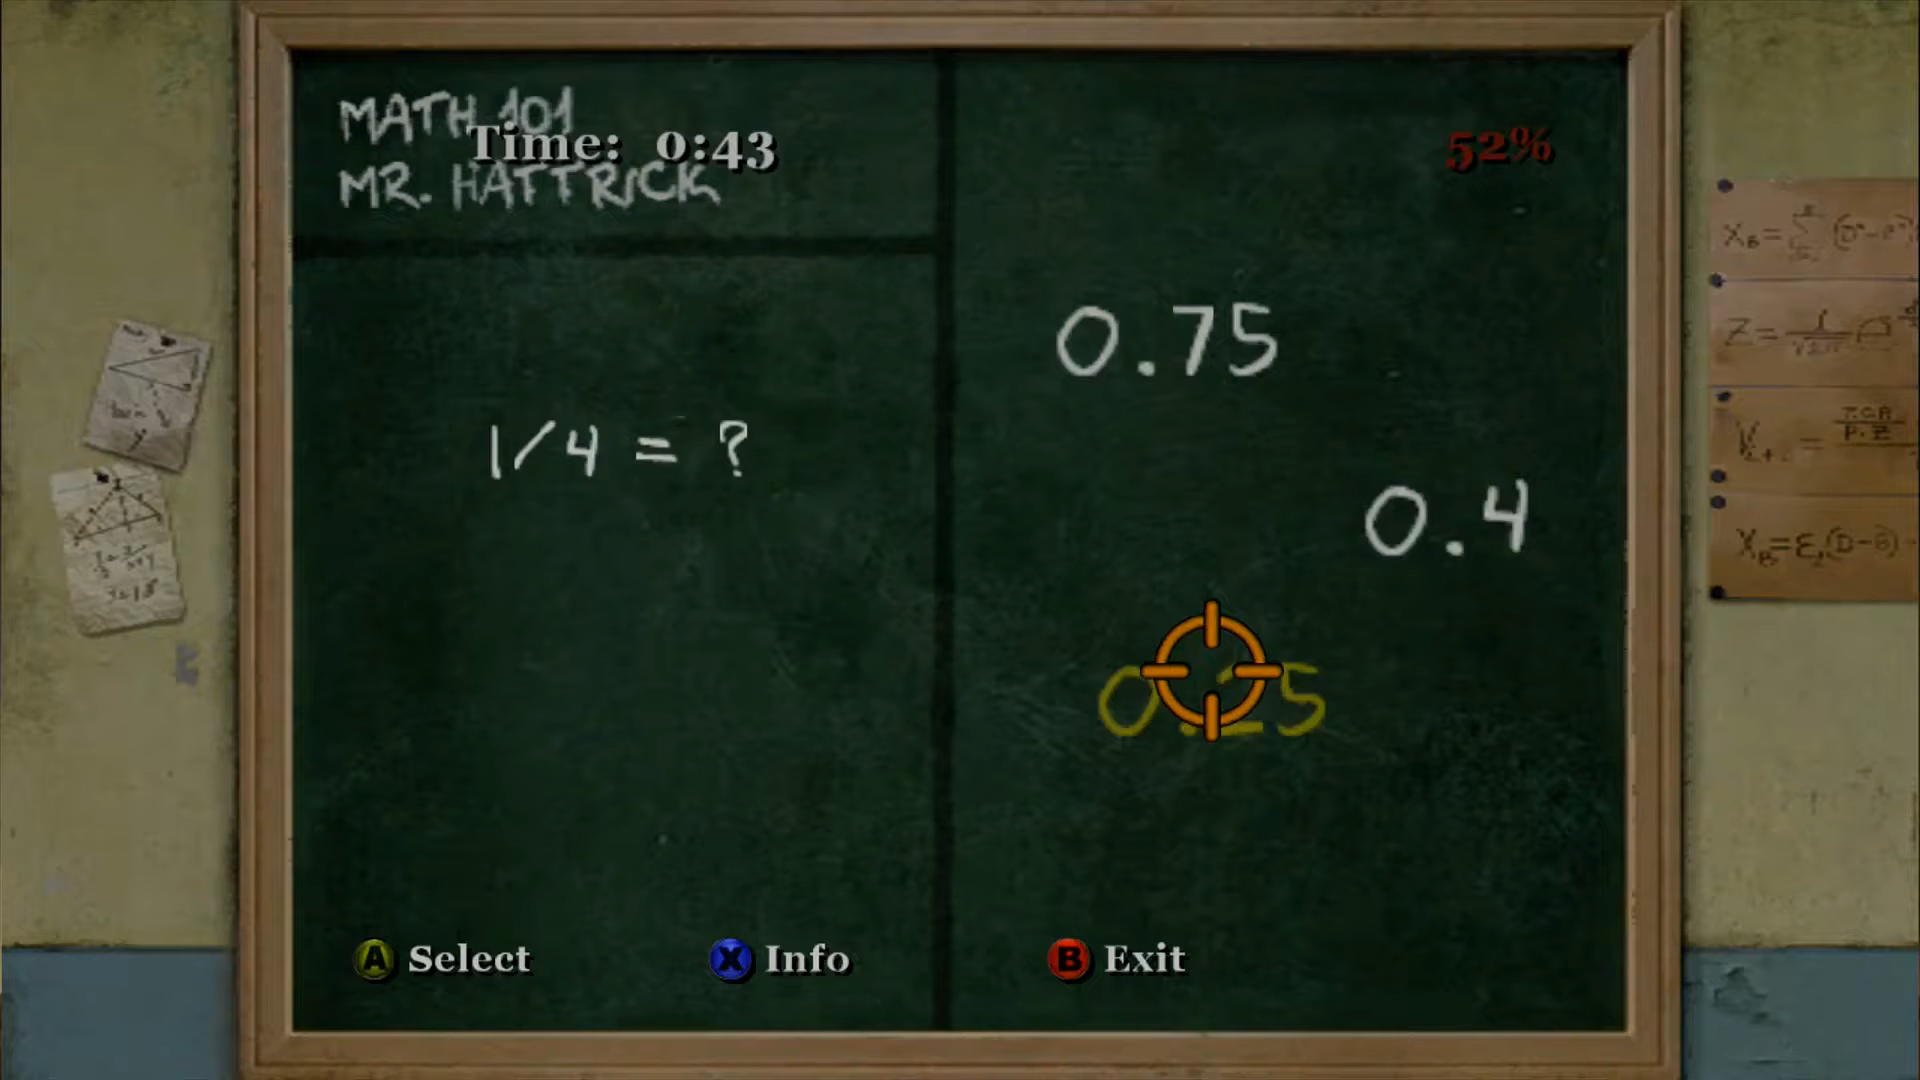 MATH 101
Time: 0:43
52%
MR. HATTRICK
0.75
1/4 = ?
0.4
0.25
A Select
X Info
B Exit